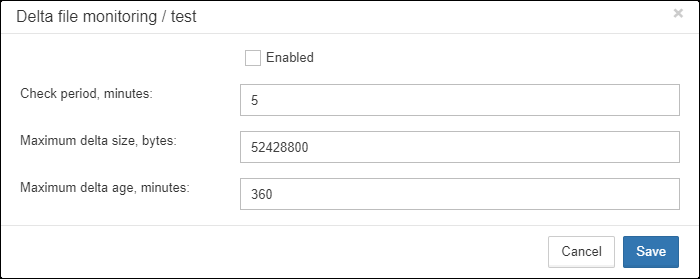 Delta file monitoring / test
×
Enabled
Check period, minutes:
5
Maximum delta size, bytes:
52428800
Maximum delta age, minutes:
360
Cancel
Save